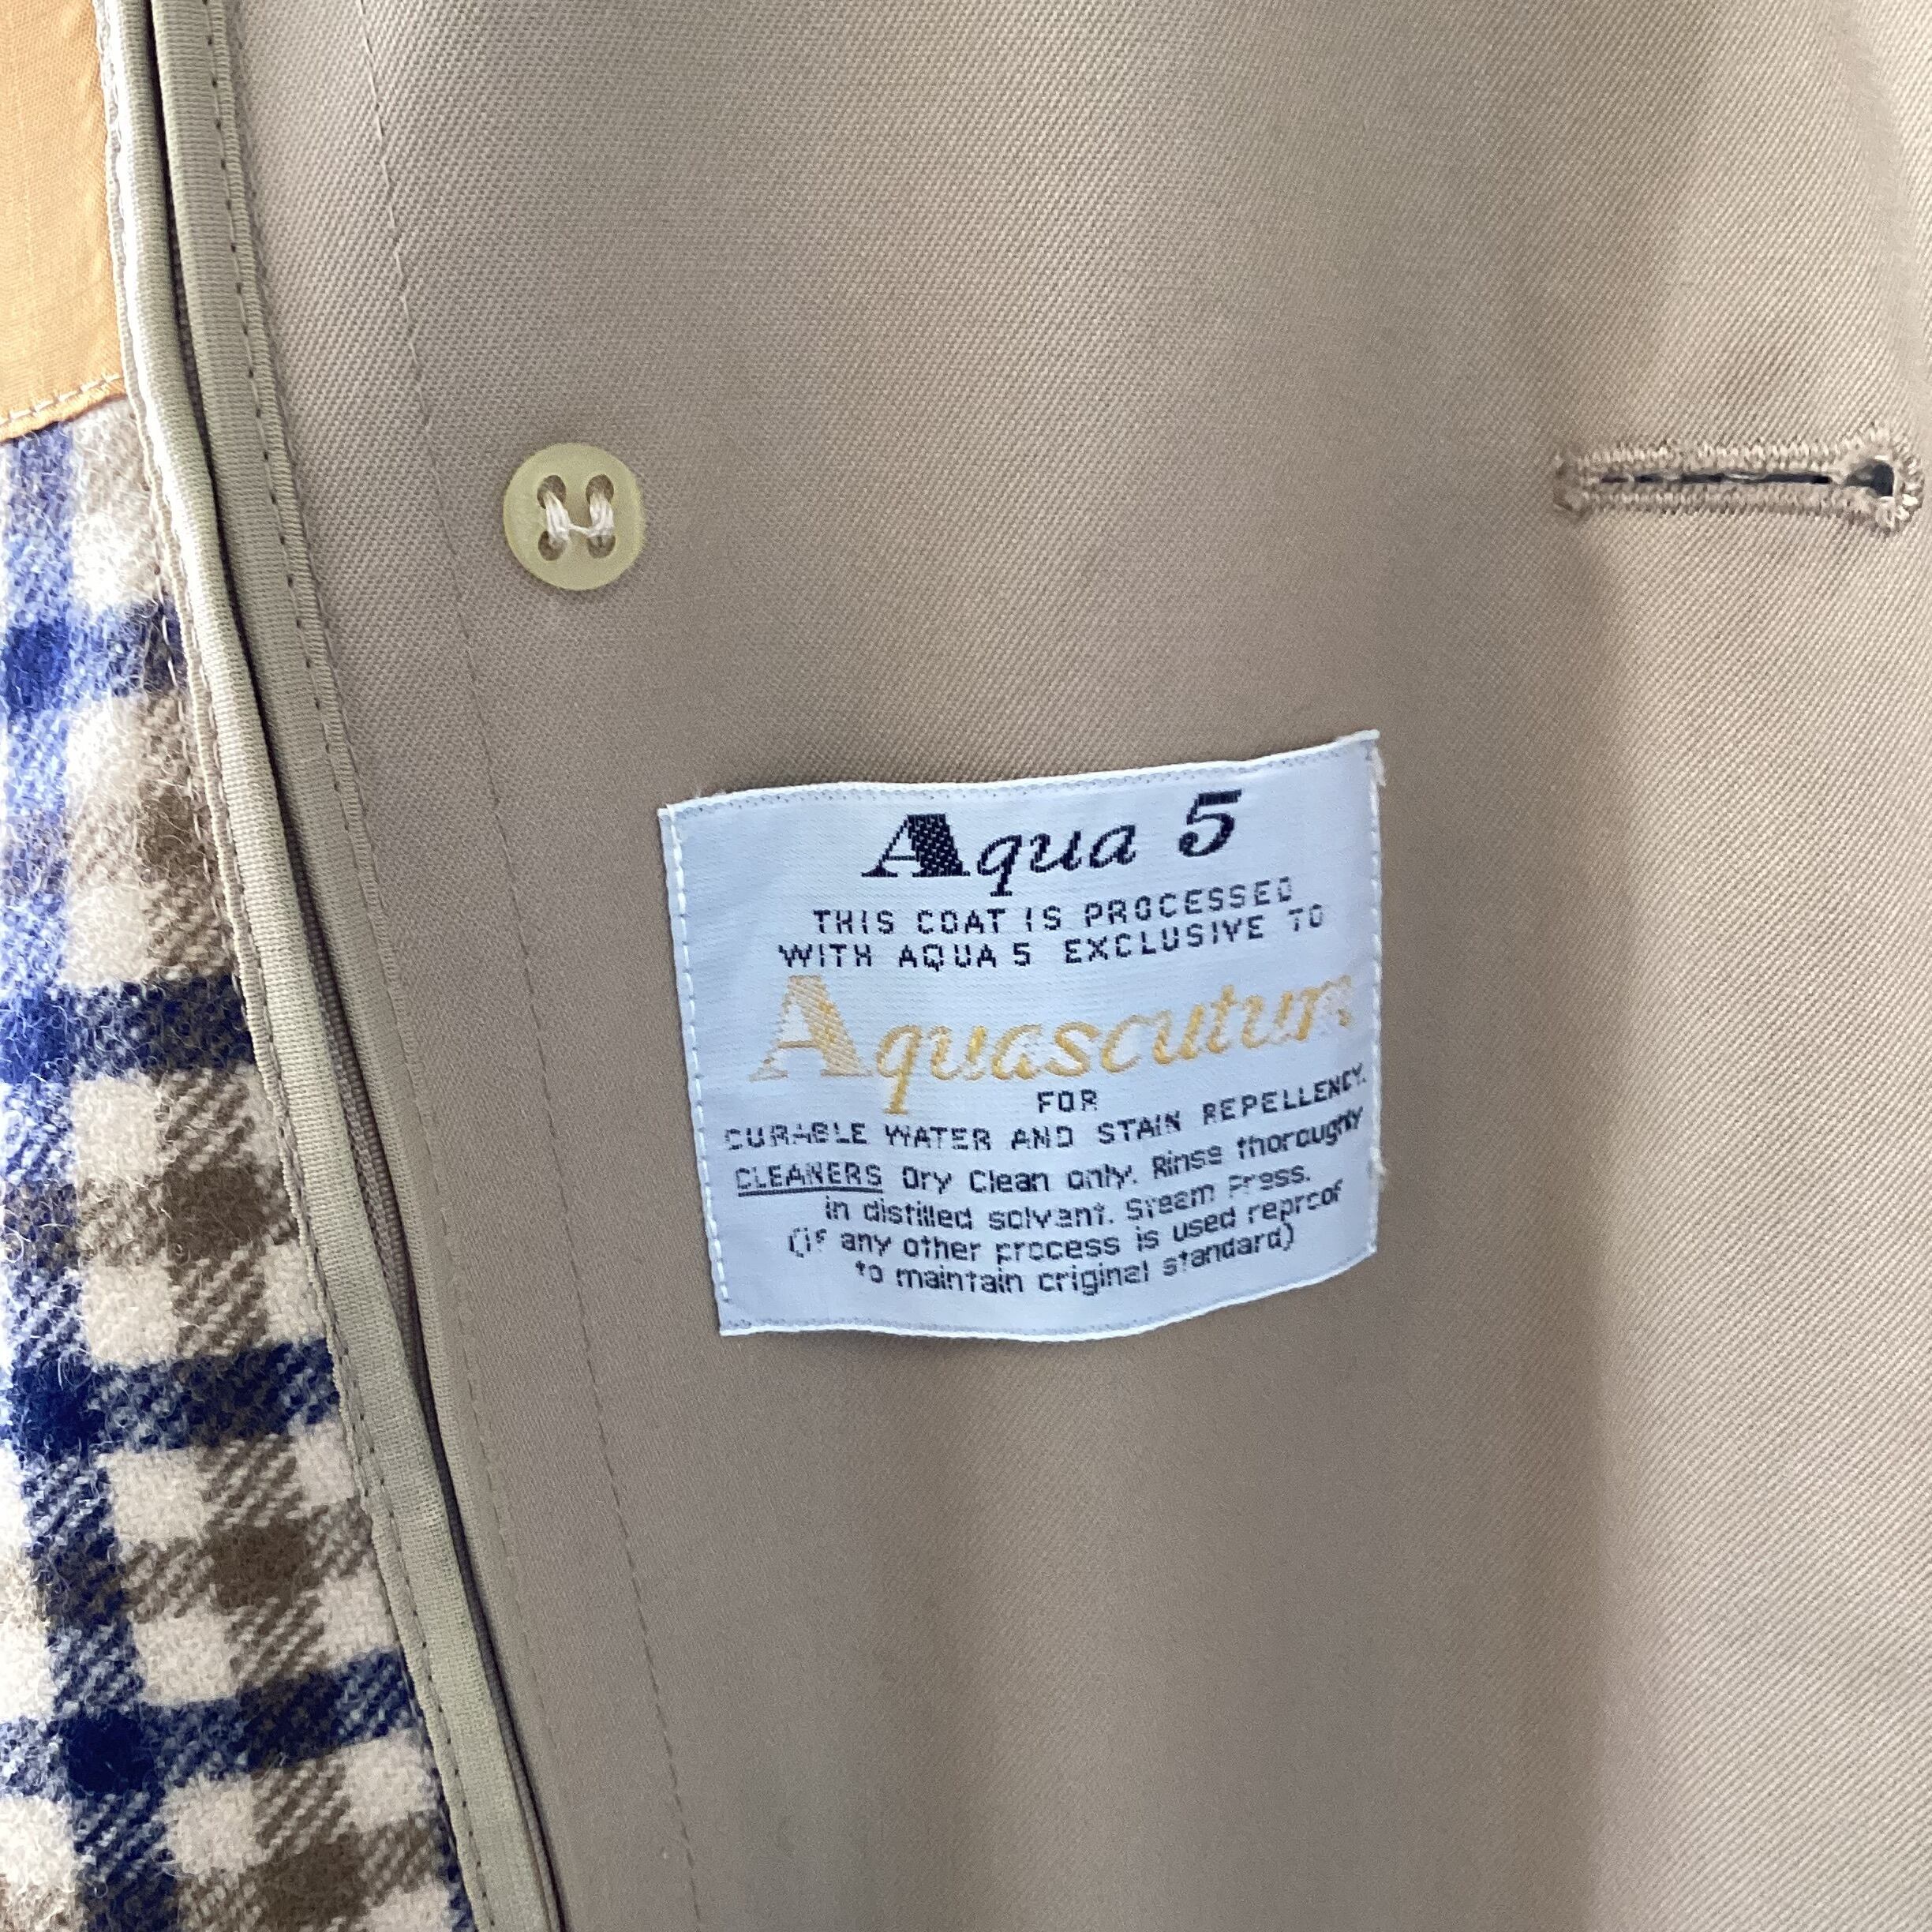 Aqua 5
THIS COAT IS PROCESSED
WITH AQUA 5 EXCLUSIVE TO
Aquascutum
FOR
DURABLE WATER AND STAIN REPELLENCY.
CLEANERS Dry Clean only. Rinse thoroughly
in distilled solvent. Steam Press.
(if any other process is used reproof
to maintain original standard)